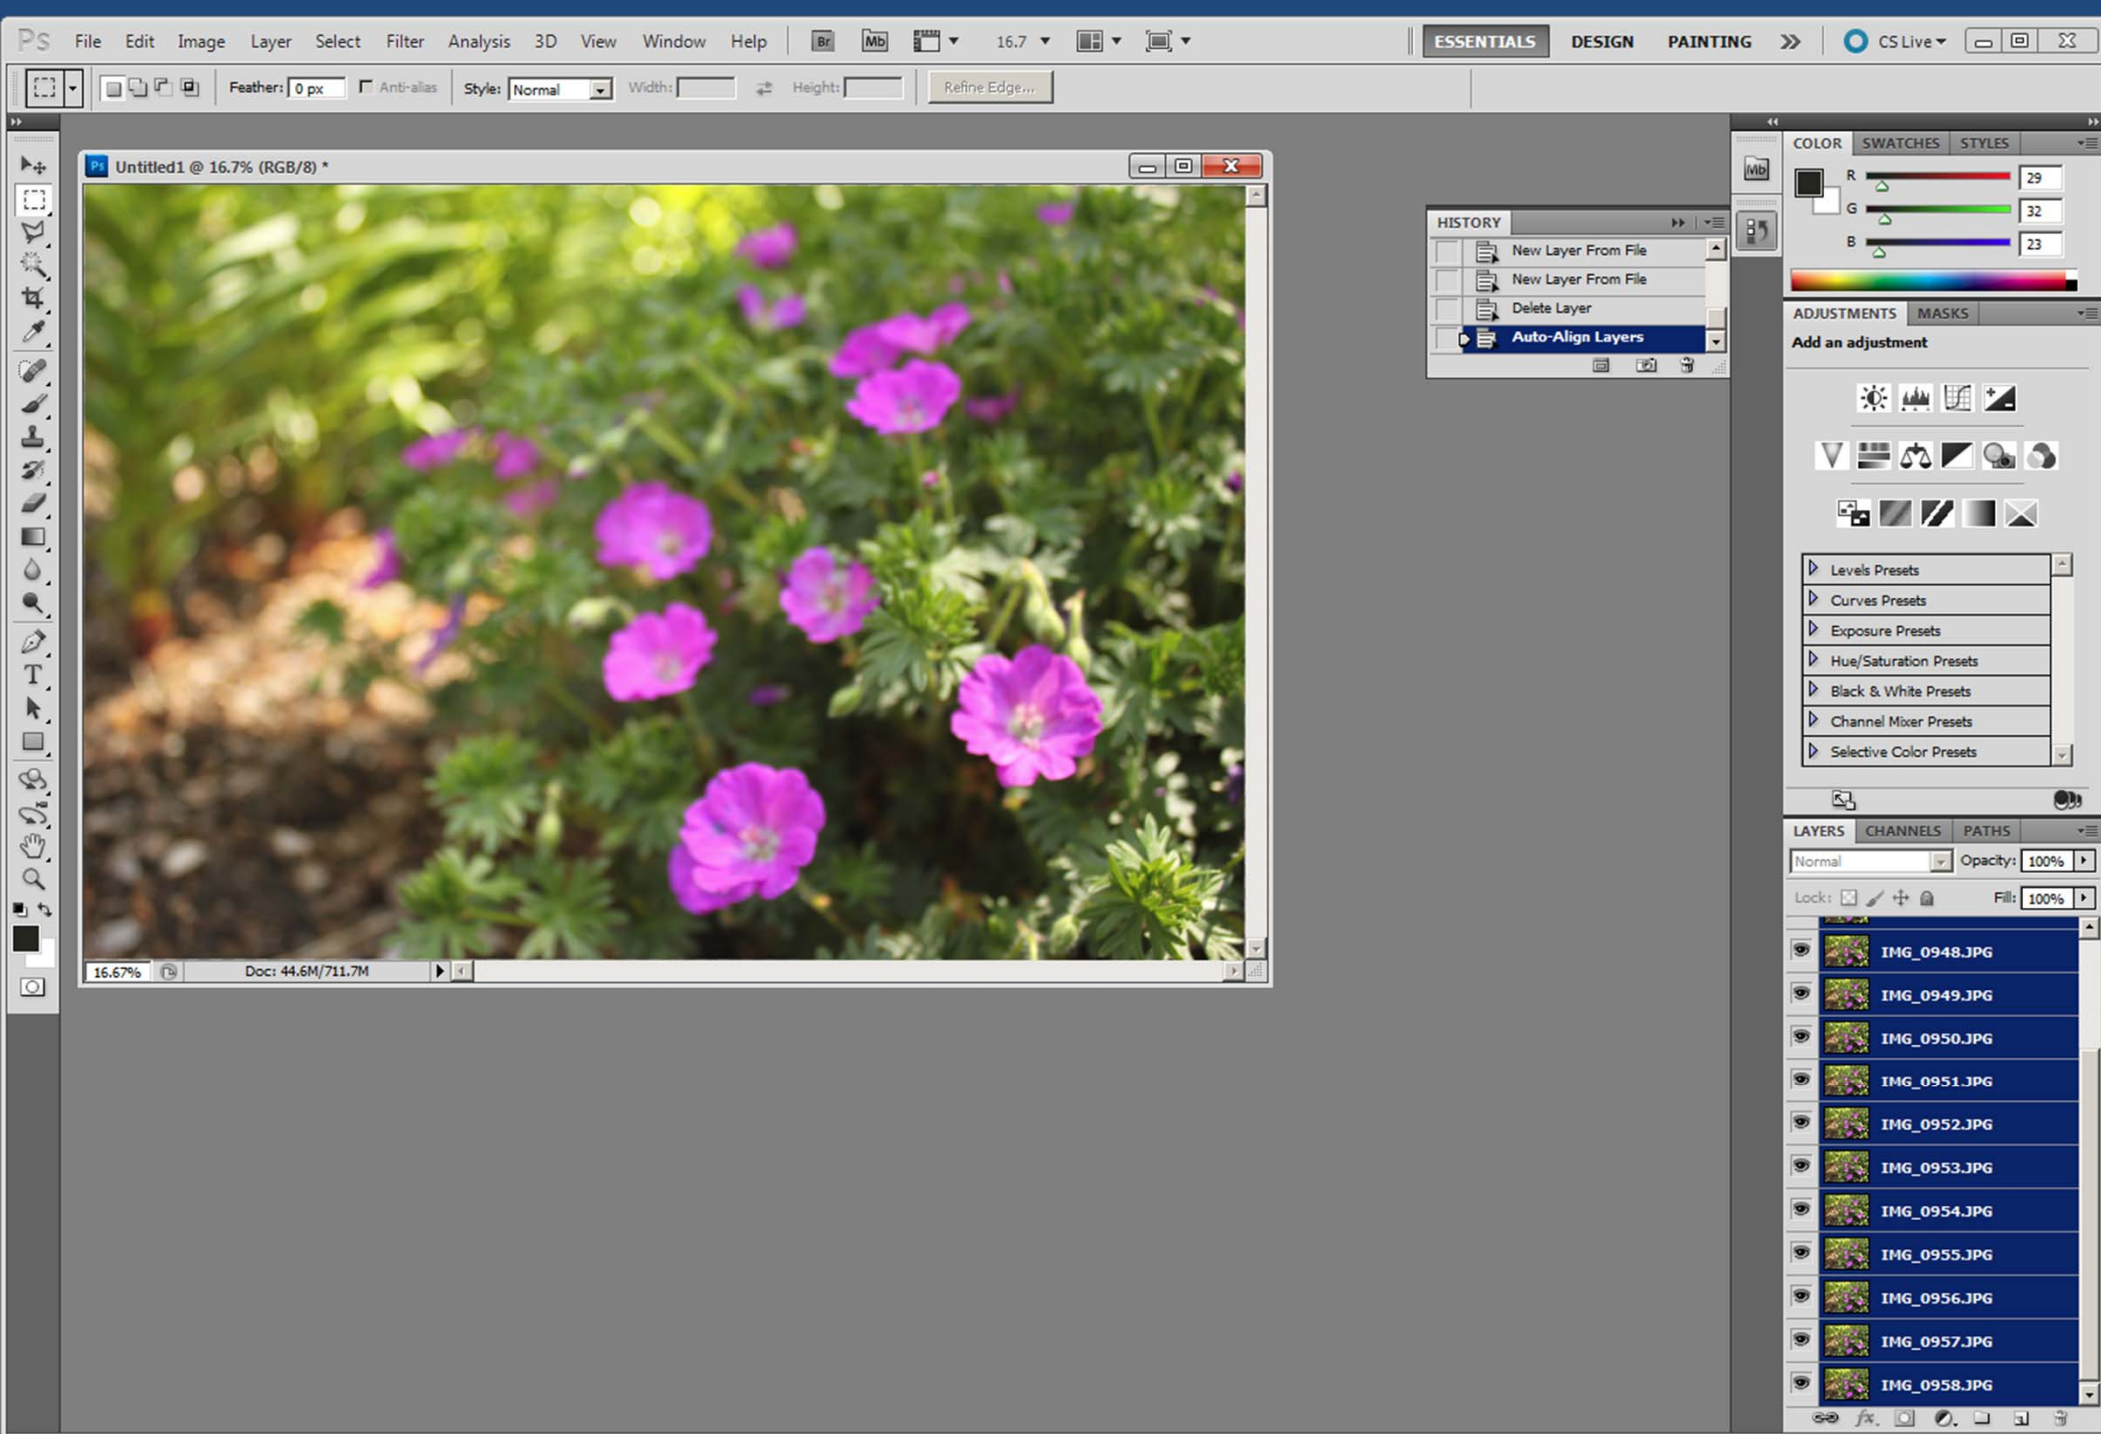 Ps File Edit Image Layer Select Filter Analysis 3D View Window Help Br Mb 16.7 ESSENTIALS DESIGN PAINTING CS Live
Feather: 0 px Anti-alias Style: Normal Width: Height: Refine Edge...
Ps Untitled1 @ 16.7% (RGB/8) *
16.67% Doc: 44.6M/711.7M
T
HISTORY
New Layer From File
New Layer From File
Delete Layer
Auto-Align Layers
Mb
COLOR SWATCHES STYLES
R 29
G 32
B 23
ADJUSTMENTS MASKS
Add an adjustment
Levels Presets
Curves Presets
Exposure Presets
Hue/Saturation Presets
Black & White Presets
Channel Mixer Presets
Selective Color Presets
LAYERS CHANNELS PATHS
Normal Opacity: 100%
Lock: Fill: 100%
IMG_0948.JPG
IMG_0949.JPG
IMG_0950.JPG
IMG_0951.JPG
IMG_0952.JPG
IMG_0953.JPG
IMG_0954.JPG
IMG_0955.JPG
IMG_0956.JPG
IMG_0957.JPG
IMG_0958.JPG
fx.